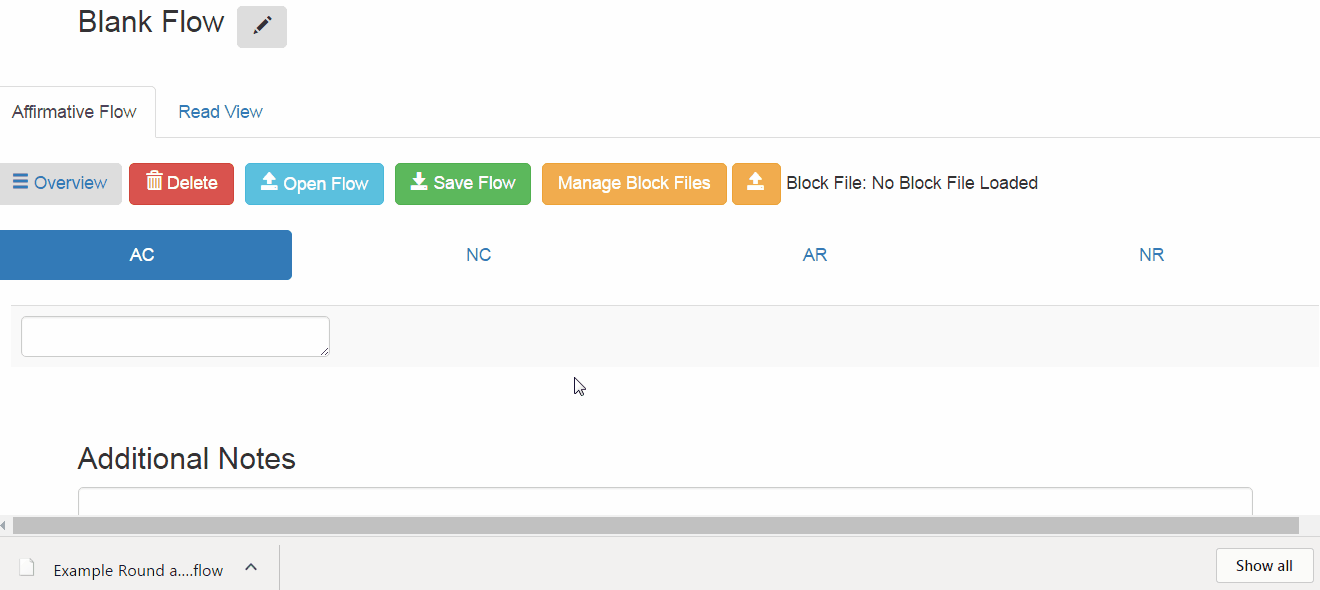 Blank Flow
Affirmative Flow Read View
Overview Delete Open Flow Save Flow Manage Block Files Block File: No Block File Loaded
AC NC AR NR
Additional Notes
Example Round a....flow Show all